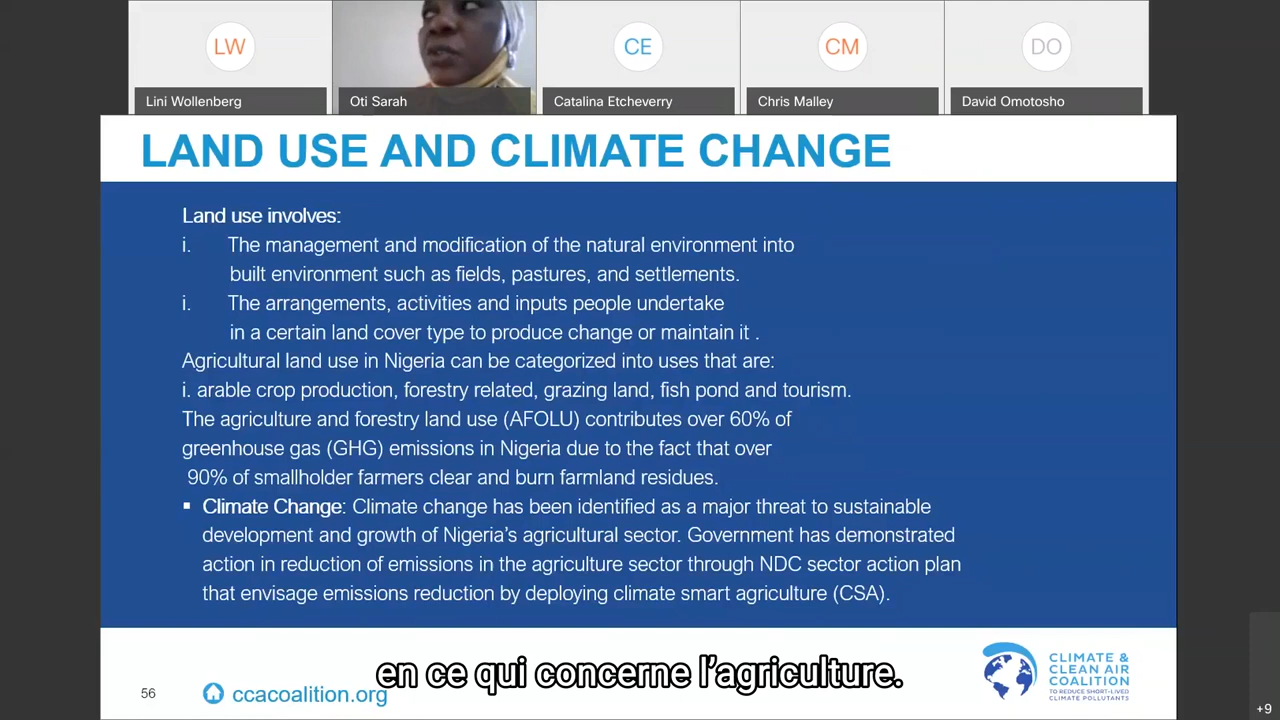 LW
CE
CM
DO
Lini Wollenberg
Oti Sarah
Catalina Etcheverry
Chris Malley
David Omotosho
LAND USE AND CLIMATE CHANGE
Land use involves:
i. The management and modification of the natural environment into
built environment such as fields, pastures, and settlements.
i. The arrangements, activities and inputs people undertake
in a certain land cover type to produce change or maintain it .
Agricultural land use in Nigeria can be categorized into uses that are:
i. arable crop production, forestry related, grazing land, fish pond and tourism.
The agriculture and forestry land use (AFOLU) contributes over 60% of
greenhouse gas (GHG) emissions in Nigeria due to the fact that over
90% of smallholder farmers clear and burn farmland residues.
▪ Climate Change: Climate change has been identified as a major threat to sustainable
development and growth of Nigeria's agricultural sector. Government has demonstrated
action in reduction of emissions in the agriculture sector through NDC sector action plan
that envisage emissions reduction by deploying climate smart agriculture (CSA).
en ce qui concerne l'agriculture.
56
ccacoalition.org
CLIMATE &
CLEAN AIR
COALITION
TO REDUCE SHORT-LIVED
CLIMATE POLLUTANTS
+9